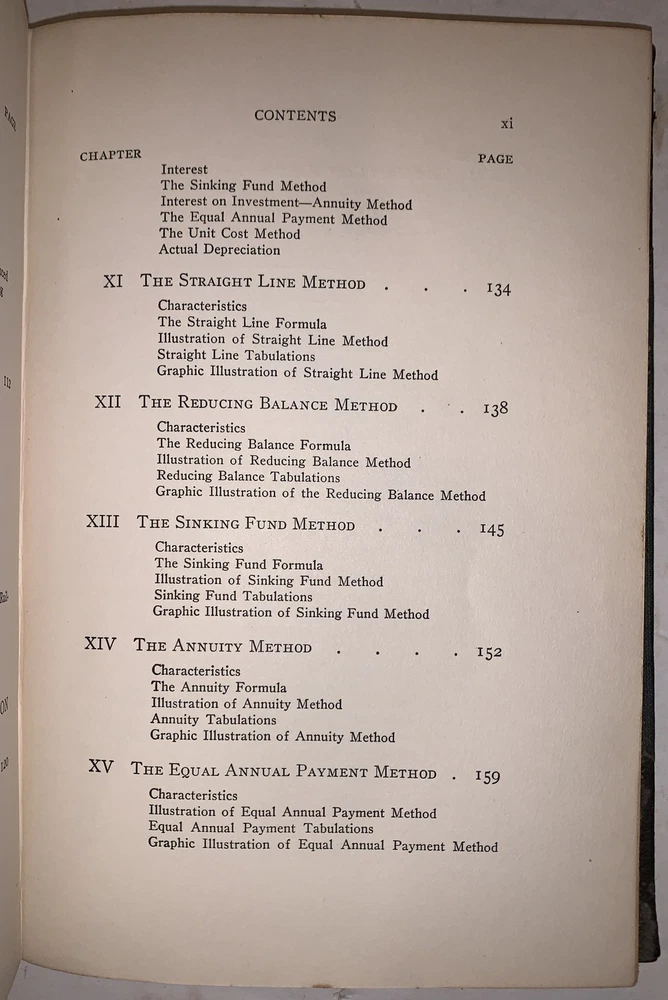 CONTENTS xi
CHAPTER PAGE
Interest
The Sinking Fund Method
Interest on Investment—Annuity Method
The Equal Annual Payment Method
The Unit Cost Method
Actual Depreciation
XI THE STRAIGHT LINE METHOD . . . 134
Characteristics
The Straight Line Formula
Illustration of Straight Line Method
Straight Line Tabulations
Graphic Illustration of Straight Line Method
XII THE REDUCING BALANCE METHOD . . 138
Characteristics
The Reducing Balance Formula
Illustration of Reducing Balance Method
Reducing Balance Tabulations
Graphic Illustration of the Reducing Balance Method
XIII THE SINKING FUND METHOD . . . 145
Characteristics
The Sinking Fund Formula
Illustration of Sinking Fund Method
Sinking Fund Tabulations
Graphic Illustration of Sinking Fund Method
XIV THE ANNUITY METHOD . . . . 152
Characteristics
The Annuity Formula
Illustration of Annuity Method
Annuity Tabulations
Graphic Illustration of Annuity Method
XV THE EQUAL ANNUAL PAYMENT METHOD . 159
Characteristics
Illustration of Equal Annual Payment Method
Equal Annual Payment Tabulations
Graphic Illustration of Equal Annual Payment Method
PAGE
112
ON
120